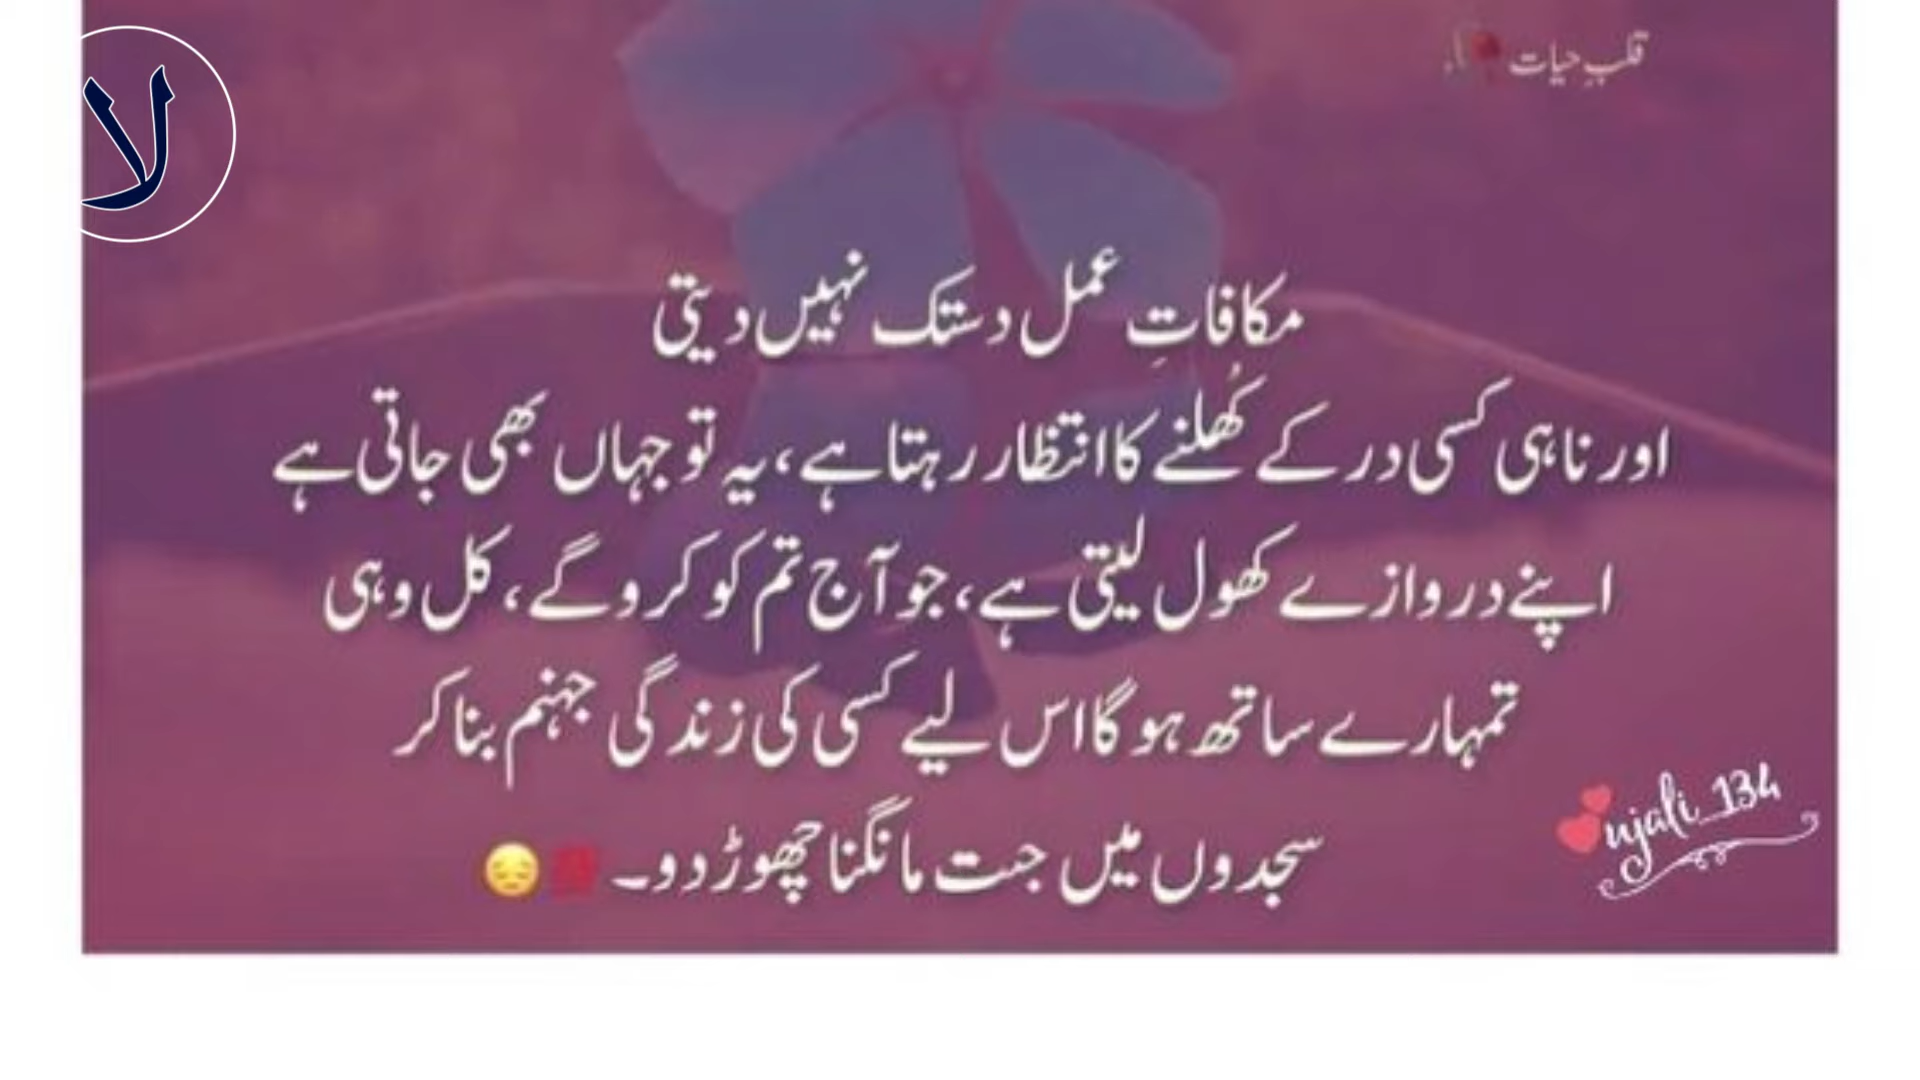 لا
قلبِ حیات
مکافاتِ عمل دستک نہیں دیتی
اور نا ہی کسی در کے کُھلنے کا انتظار رہتا ہے، یہ تو جہاں بھی جاتی ہے
اپنے دروازے کھول لیتی ہے، جو آج تم کو کرو گے، کل وہی
تمہارے ساتھ ہو گا اس لیے کسی کی زندگی جہنم بنا کر
سجدوں میں جنت مانگنا چھوڑ دو۔ 💯😔
njali_134